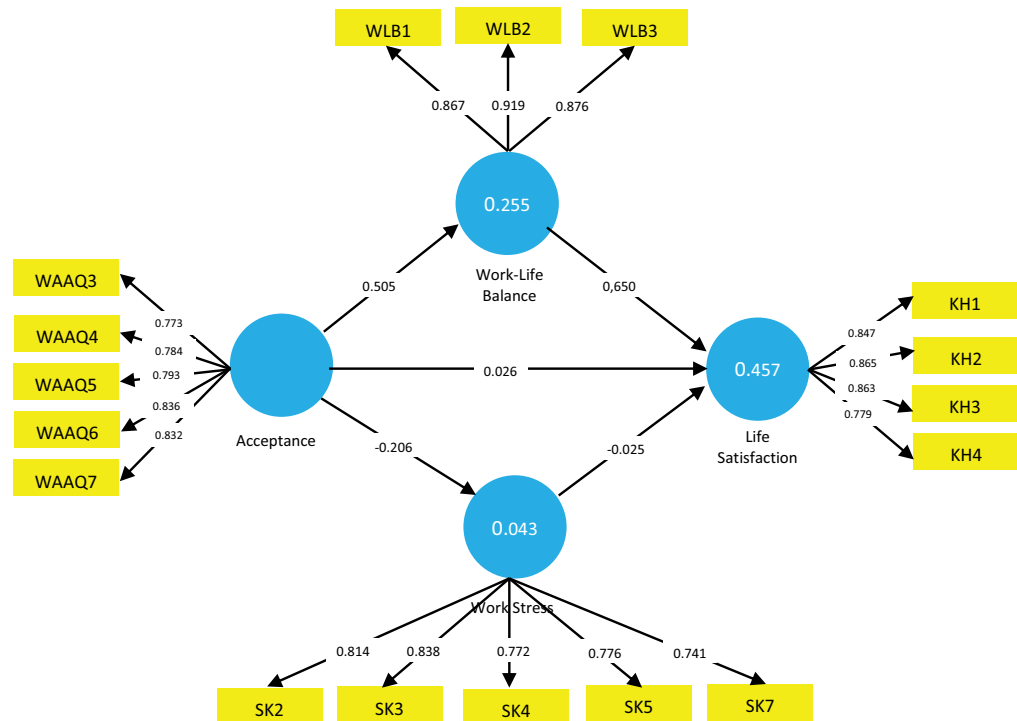 WLB1
WLB2
WLB3
0.867
0.919
0.876
0.255
Work-Life
Balance
0.505
0,650
WAAQ3
WAAQ4
WAAQ5
WAAQ6
WAAQ7
0.773
0.784
0.793
0.836
0.832
Acceptance
0.026
-0.206
-0.025
0.457
Life
Satisfaction
0.847
0.865
0.863
0.779
KH1
KH2
KH3
KH4
0.043
Work Stress
0.814
0.838
0.772
0.776
0.741
SK2
SK3
SK4
SK5
SK7